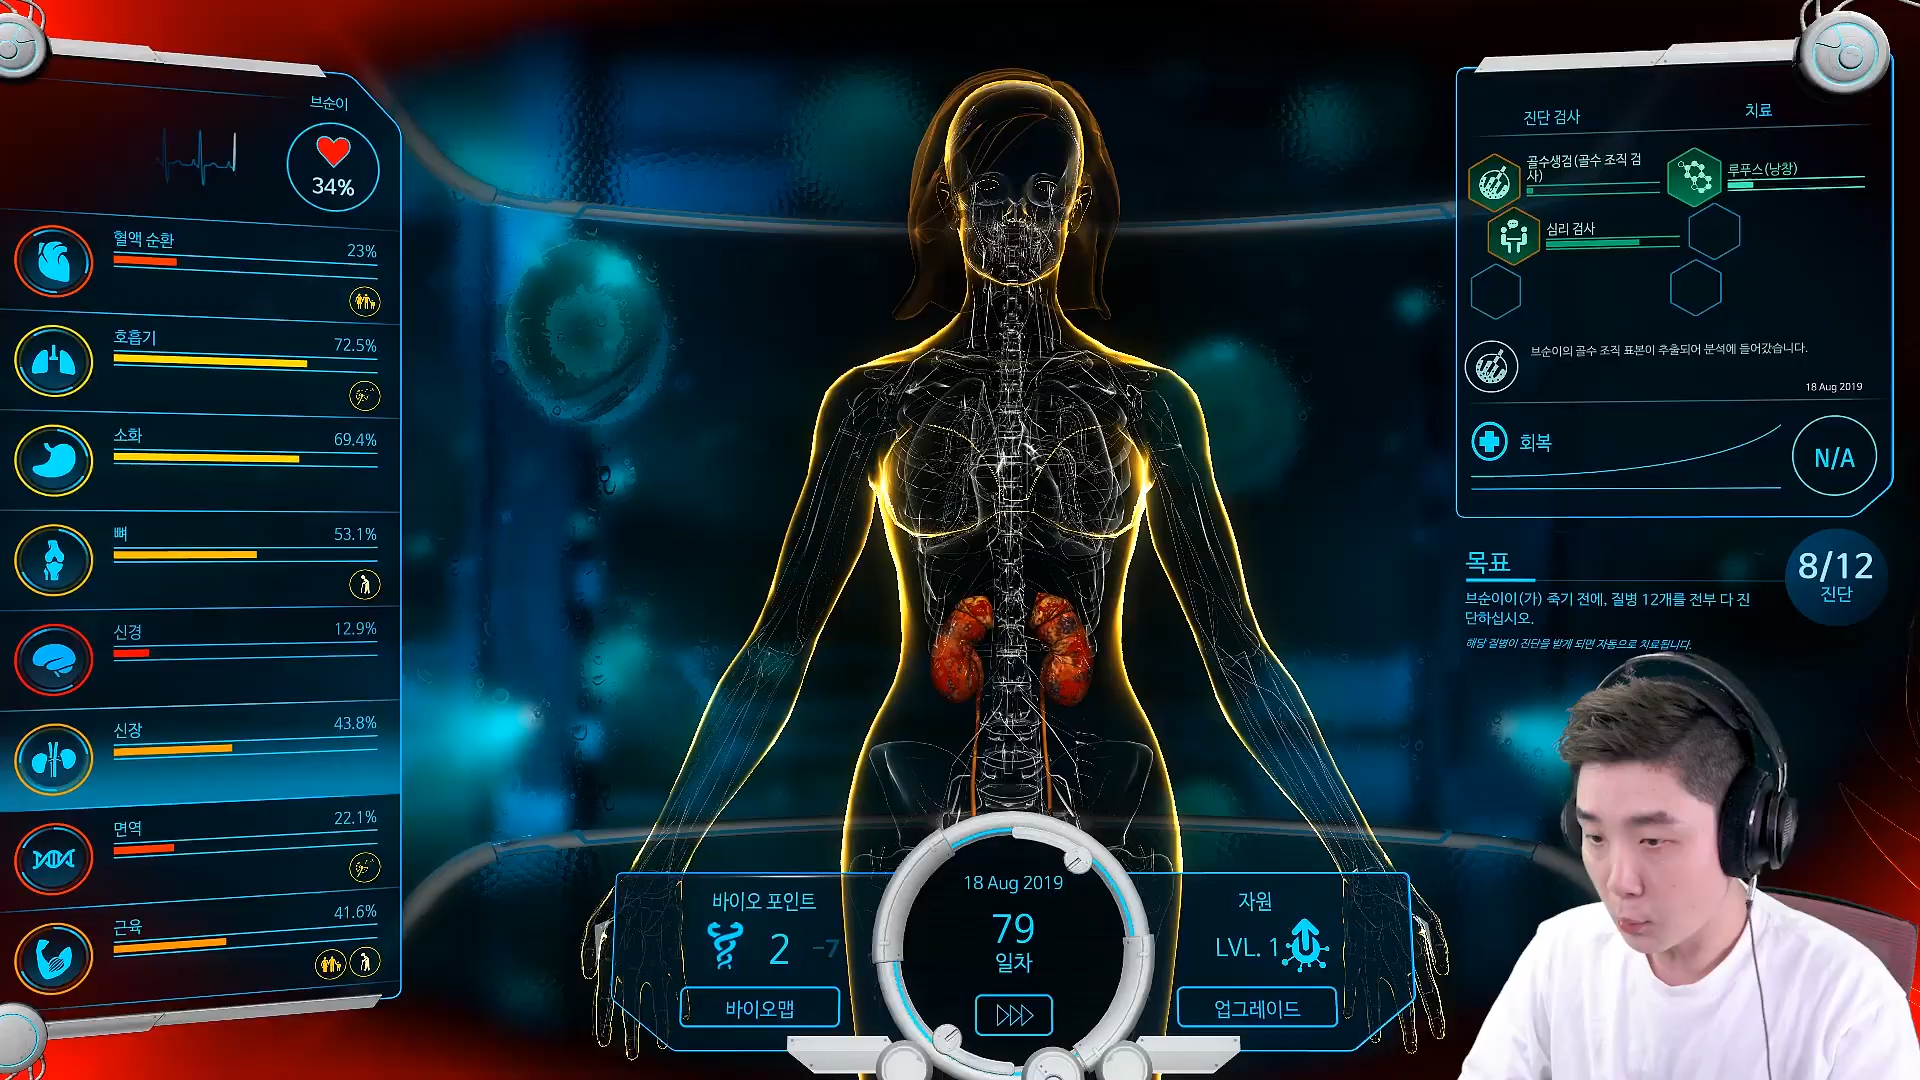 브순이
34%
혈액 순환
23%
호흡기
72.5%
소화
69.4%
뼈
53.1%
신경
12.9%
신장
43.8%
면역
22.1%
근육
41.6%
진단 검사
치료
골수생검(골수 조직 검
사)
루푸스(낭창)
심리 검사
브순이의 골수 조직 표본이 추출되어 분석에 들어갔습니다.
18 Aug 2019
회복
N/A
목표
8/12
진단
브순이이(가) 죽기 전에, 질병 12개를 전부 다 진
단하십시오.
해당 질병이 진단을 받게 되면 자동으로 치료됩니다.
바이오 포인트
2
-7
바이오맵
18 Aug 2019
79
일차
자원
LVL. 1
업그레이드